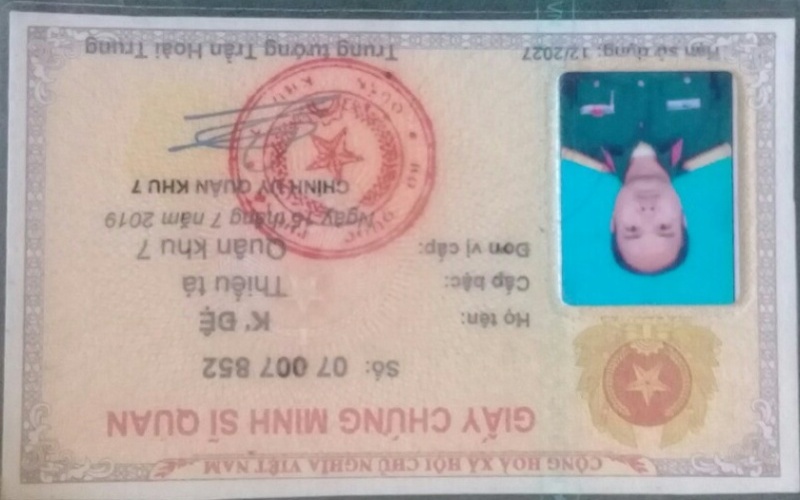 CỘNG HOÀ XÃ HỘI CHỦ NGHĨA VIỆT NAM
GIẤY CHỨNG MINH SĨ QUAN
Số: 07 007 852
Họ tên: K' ĐỆ
Cấp bậc: Thiếu tá
Đơn vị cấp: Quân khu 7
Ngày 16 tháng 7 năm 2019
CHÍNH ỦY QUÂN KHU 7
Trung tướng Trần Hoài Trung
Hạn sử dụng: 12/2027